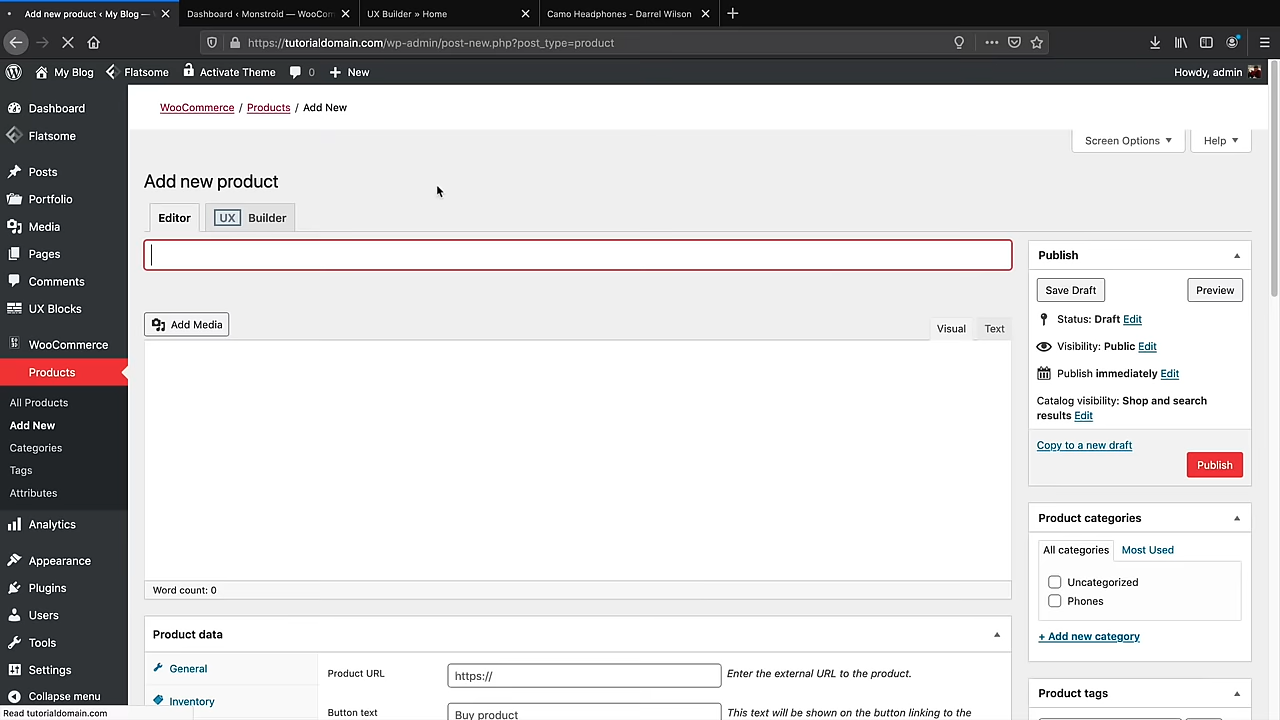 Add new product ‹ My Blog —
Dashboard ‹ Monstroid — WooCom
UX Builder » Home
Camo Headphones - Darrel Wilson
https://tutorialdomain.com/wp-admin/post-new.php?post_type=product
My Blog
Flatsome
Activate Theme
0
New
Howdy, admin
Dashboard
Flatsome
Posts
Portfolio
Media
Pages
Comments
UX Blocks
WooCommerce
Products
All Products
Add New
Categories
Tags
Attributes
Analytics
Appearance
Plugins
Users
Tools
Settings
Collapse menu
Read tutorialdomain.com
WooCommerce / Products / Add New
Screen Options
Help
Add new product
Editor
UX Builder
Add Media
Visual
Text
Word count: 0
Product data
General
Inventory
Product URL
https://
Enter the external URL to the product.
Button text
Buy product
This text will be shown on the button linking to the
Publish
Save Draft
Preview
Status: Draft Edit
Visibility: Public Edit
Publish immediately Edit
Catalog visibility: Shop and search
results Edit
Copy to a new draft
Publish
Product categories
All categories
Most Used
Uncategorized
Phones
+ Add new category
Product tags